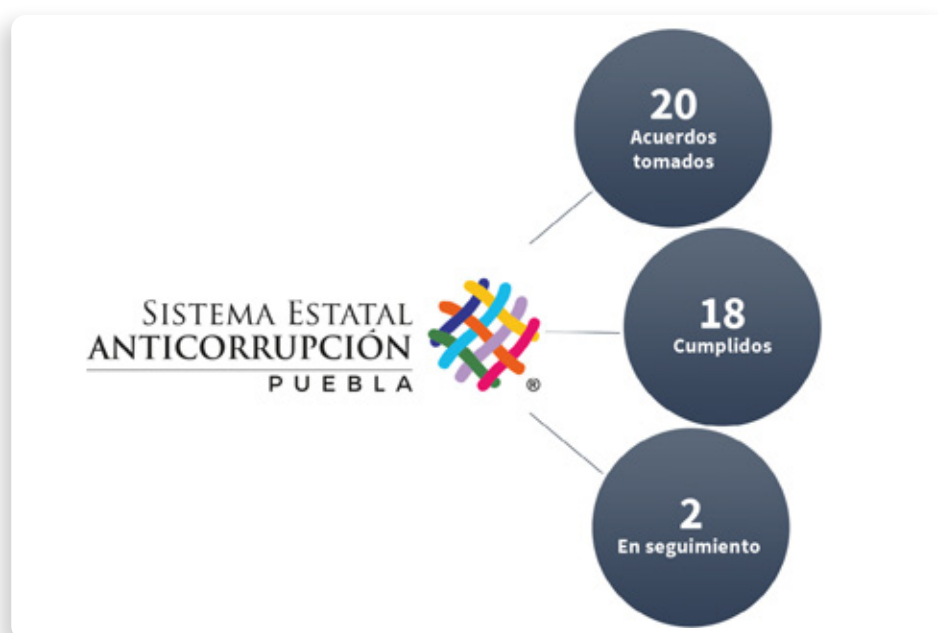 20
Acuerdos
tomados
SISTEMA ESTATAL
ANTICORRUPCIÓN
PUEBLA
®
18
Cumplidos
2
En seguimiento